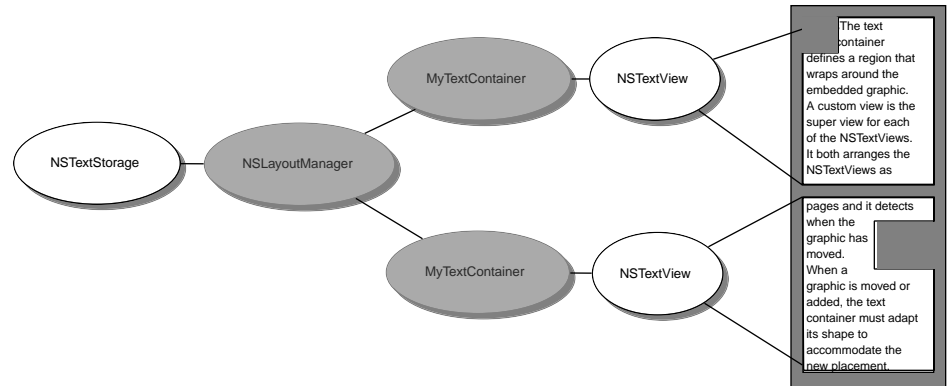 NSTextStorage
NSLayoutManager
MyTextContainer
NSTextView
MyTextContainer
NSTextView
The text
container
defines a region that
wraps around the
embedded graphic.
A custom view is the
super view for each
of the NSTextViews.
It both arranges the
NSTextViews as
pages and it detects
when the
graphic has
moved.
When a
graphic is moved or
added, the text
container must adapt
its shape to
accommodate the
new placement.